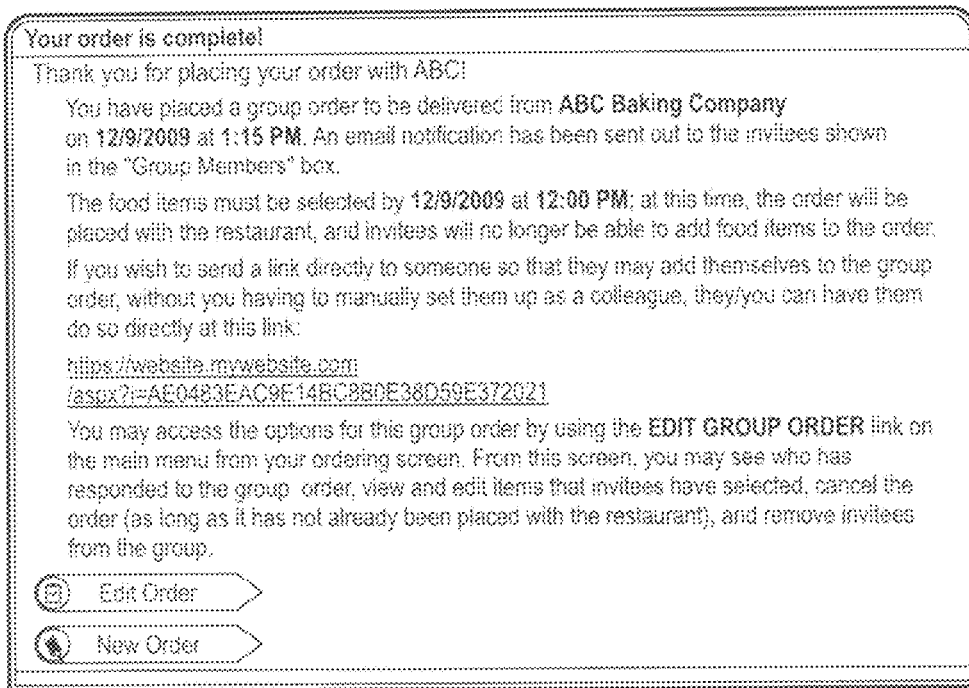 Your order is complete!
Thank you for placing your order with ABC!
You have placed a group order to be delivered from ABC Baking Company
on 12/9/2009 at 1:15 PM. An email notification has been sent out to the invitees shown
in the "Group Members" box.
The food items must be selected by 12/9/2009 at 12:00 PM; at this time, the order will be
placed with the restaurant, and invitees will no longer be able to add food items to the order.
If you wish to send a link directly to someone so that they may add themselves to the group
order, without you having to manually set them up as a colleague, they/you can have them
do so directly at this link:
https://website.mywebsite.com
/aspx?i=AE0483EAC9E14BC8B0E38D59E372021
You may access the options for this group order by using the EDIT GROUP ORDER link on
the main menu from your ordering screen. From this screen, you may see who has
responded to the group order, view and edit items that invitees have selected, cancel the
order (as long as it has not already been placed with the restaurant), and remove invitees
from the group.
Edit Order
New Order